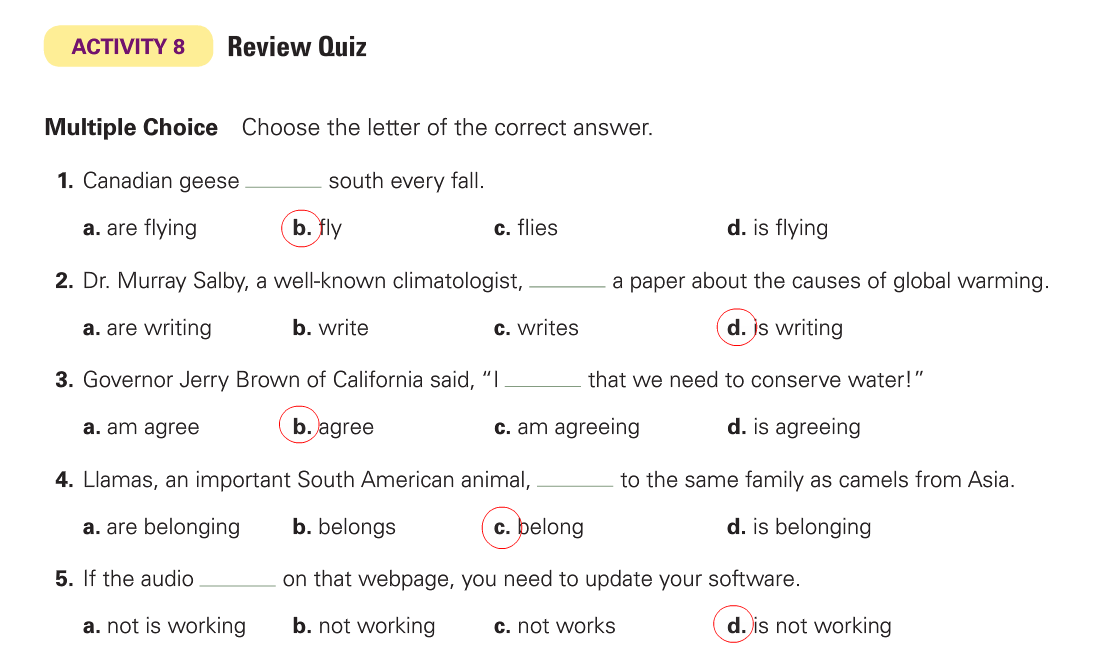 ACTIVITY 8 Review Quiz
Multiple Choice Choose the letter of the correct answer.
1. Canadian geese ______ south every fall.
a. are flying b. fly c. flies d. is flying
2. Dr. Murray Salby, a well-known climatologist, ______ a paper about the causes of global warming.
a. are writing b. write c. writes d. is writing
3. Governor Jerry Brown of California said, “I ______ that we need to conserve water!”
a. am agree b. agree c. am agreeing d. is agreeing
4. Llamas, an important South American animal, ______ to the same family as camels from Asia.
a. are belonging b. belongs c. belong d. is belonging
5. If the audio ______ on that webpage, you need to update your software.
a. not is working b. not working c. not works d. is not working